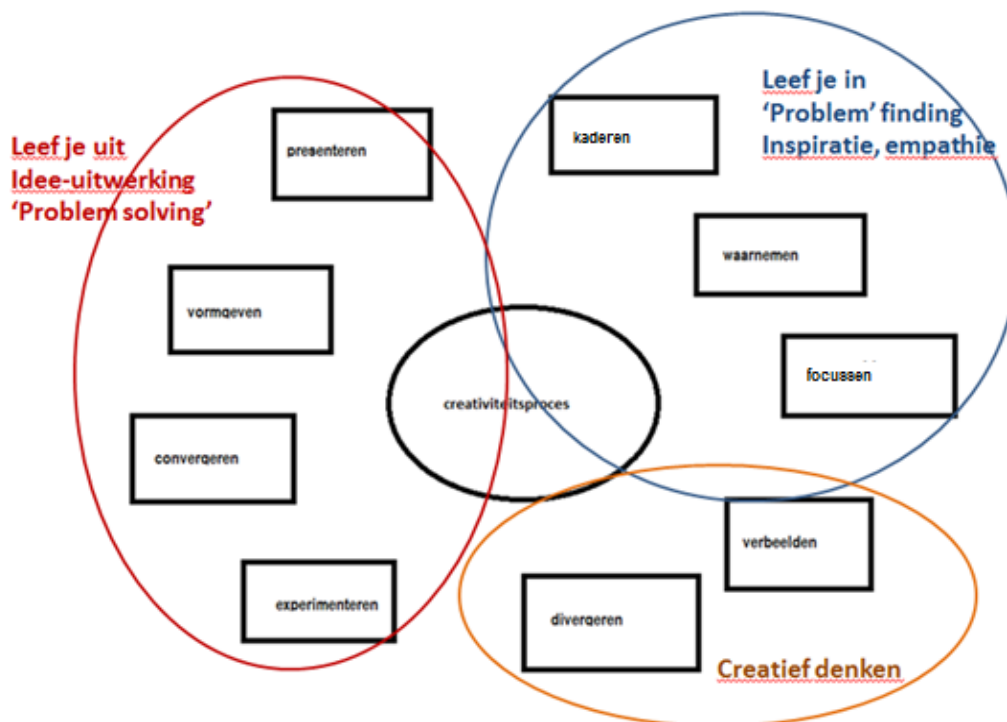 Leef je uit
Idee-uitwerking
‘Problem solving’
presenteren
vormgeven
convergeren
experimenteren
creativiteitsproces
Leef je in
‘Problem’ finding
Inspiratie, empathie
kaderen
waarnemen
focussen
verbeelden
divergeren
Creatief denken